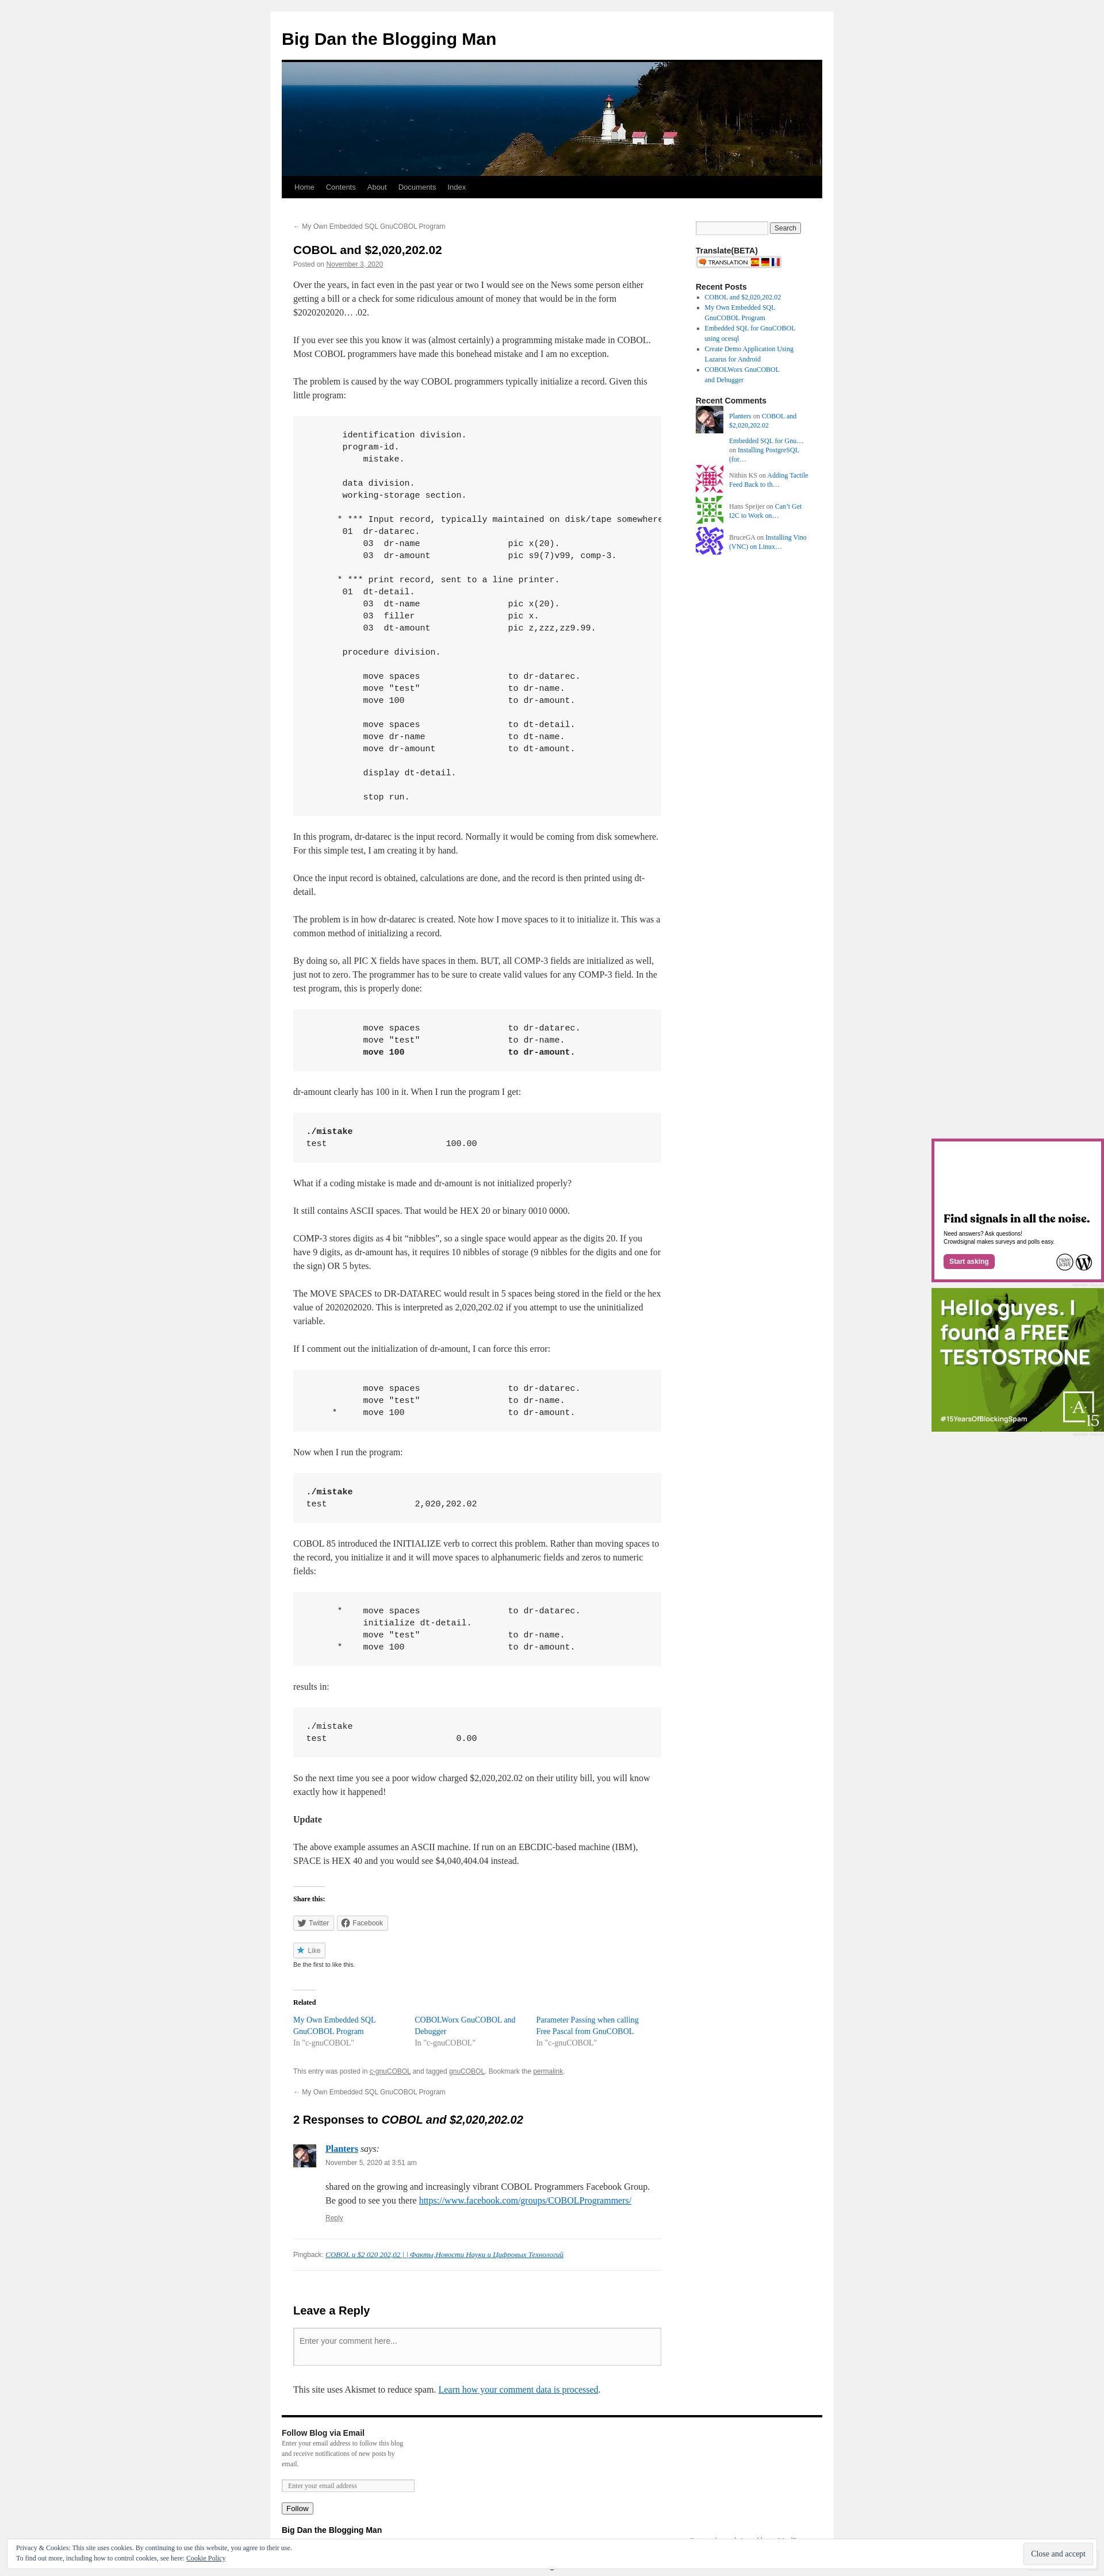 Big Dan the Blogging Man
Home Contents About Documents Index
← My Own Embedded SQL GnuCOBOL Program
COBOL and $2,020,202.02
Posted on November 3, 2020
Over the years, in fact even in the past year or two I would see on the News some person either
getting a bill or a check for some ridiculous amount of money that would be in the form
$2020202020… .02.
If you ever see this you know it was (almost certainly) a programming mistake made in COBOL.
Most COBOL programmers have made this bonehead mistake and I am no exception.
The problem is caused by the way COBOL programmers typically initialize a record. Given this
little program:
identification division.
program-id.
mistake.
data division.
working-storage section.
* *** Input record, typically maintained on disk/tape somewhere
01  dr-datarec.
03  dr-name                 pic x(20).
03  dr-amount               pic s9(7)v99, comp-3.
* *** print record, sent to a line printer.
01  dt-detail.
03  dt-name                 pic x(20).
03  filler                  pic x.
03  dt-amount               pic z,zzz,zz9.99.
procedure division.
move spaces                 to dr-datarec.
move "test"                 to dr-name.
move 100                    to dr-amount.
move spaces                 to dt-detail.
move dr-name                to dt-name.
move dr-amount              to dt-amount.
display dt-detail.
stop run.
In this program, dr-datarec is the input record. Normally it would be coming from disk somewhere.
For this simple test, I am creating it by hand.
Once the input record is obtained, calculations are done, and the record is then printed using dt-
detail.
The problem is in how dr-datarec is created. Note how I move spaces to it to initialize it. This was a
common method of initializing a record.
By doing so, all PIC X fields have spaces in them. BUT, all COMP-3 fields are initialized as well,
just not to zero. The programmer has to be sure to create valid values for any COMP-3 field. In the
test program, this is properly done:
move spaces                 to dr-datarec.
move "test"                 to dr-name.
move 100                    to dr-amount.
dr-amount clearly has 100 in it. When I run the program I get:
./mistake
test                       100.00
What if a coding mistake is made and dr-amount is not initialized properly?
It still contains ASCII spaces. That would be HEX 20 or binary 0010 0000.
COMP-3 stores digits as 4 bit “nibbles”, so a single space would appear as the digits 20. If you
have 9 digits, as dr-amount has, it requires 10 nibbles of storage (9 nibbles for the digits and one for
the sign) OR 5 bytes.
The MOVE SPACES to DR-DATAREC would result in 5 spaces being stored in the field or the hex
value of 2020202020. This is interpreted as 2,020,202.02 if you attempt to use the uninitialized
variable.
If I comment out the initialization of dr-amount, I can force this error:
move spaces                 to dr-datarec.
move "test"                 to dr-name.
*     move 100                    to dr-amount.
Now when I run the program:
./mistake
test                 2,020,202.02
COBOL 85 introduced the INITIALIZE verb to correct this problem. Rather than moving spaces to
the record, you initialize it and it will move spaces to alphanumeric fields and zeros to numeric
fields:
*    move spaces                 to dr-datarec.
initialize dt-detail.
move "test"                 to dr-name.
*    move 100                    to dr-amount.
results in:
./mistake
test                         0.00
So the next time you see a poor widow charged $2,020,202.02 on their utility bill, you will know
exactly how it happened!
Update
The above example assumes an ASCII machine. If run on an EBCDIC-based machine (IBM),
SPACE is HEX 40 and you would see $4,040,404.04 instead.
Share this:
Twitter Facebook
Like
Be the first to like this.
Related
My Own Embedded SQL
GnuCOBOL Program
In "c-gnuCOBOL"
COBOLWorx GnuCOBOL and
Debugger
In "c-gnuCOBOL"
Parameter Passing when calling
Free Pascal from GnuCOBOL
In "c-gnuCOBOL"
This entry was posted in c-gnuCOBOL and tagged gnuCOBOL. Bookmark the permalink.
← My Own Embedded SQL GnuCOBOL Program
2 Responses to COBOL and $2,020,202.02
Planters says:
November 5, 2020 at 3:51 am
shared on the growing and increasingly vibrant COBOL Programmers Facebook Group.
Be good to see you there https://www.facebook.com/groups/COBOLProgrammers/
Reply
Pingback: COBOL и $2 020 202,02 | | Факты,Новости Науки и Цифровых Технологий
Leave a Reply
Enter your comment here...
This site uses Akismet to reduce spam. Learn how your comment data is processed.
Search
Translate(BETA)
TRANSLATION
Recent Posts
COBOL and $2,020,202.02
My Own Embedded SQL
GnuCOBOL Program
Embedded SQL for GnuCOBOL
using ocesql
Create Demo Application Using
Lazarus for Android
COBOLWorx GnuCOBOL
and Debugger
Recent Comments
Planters on COBOL and
$2,020,202.02
Embedded SQL for Gnu…
on Installing PostgreSQL
(for…
Nithin KS on Adding Tactile
Feed Back to th…
Hans Speijer on Can’t Get
I2C to Work on…
BruceGA on Installing Vino
(VNC) on Linux…
Find signals in all the noise.
Need answers? Ask questions!
Crowdsignal makes surveys and polls easy.
Start asking
Hello guyes. I
found a FREE
TESTOSTRONE
#15YearsOfBlockingSpam
·A·
15
Follow Blog via Email
Enter your email address to follow this blog
and receive notifications of new posts by
email.
Enter your email address
Follow
Big Dan the Blogging Man
Privacy & Cookies: This site uses cookies. By continuing to use this website, you agree to their use.
To find out more, including how to control cookies, see here: Cookie Policy
Close and accept